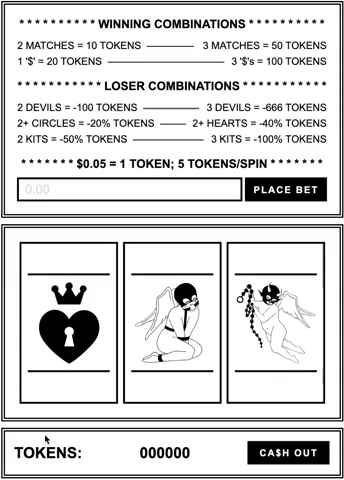 * * * * * * * * * * WINNING COMBINATIONS * * * * * * * * * *
2 MATCHES = 10 TOKENS 3 MATCHES = 50 TOKENS
1 '$' = 20 TOKENS 3 '$'s = 100 TOKENS
* * * * * * * * * * * LOSER COMBINATIONS * * * * * * * * * * *
2 DEVILS = -100 TOKENS 3 DEVILS = -666 TOKENS
2+ CIRCLES = -20% TOKENS 2+ HEARTS = -40% TOKENS
2 KITS = -50% TOKENS 3 KITS = -100% TOKENS
* * * * * * * $0.05 = 1 TOKEN; 5 TOKENS/SPIN * * * * * * *
0.00 PLACE BET
TOKENS: 000000 CA$H OUT